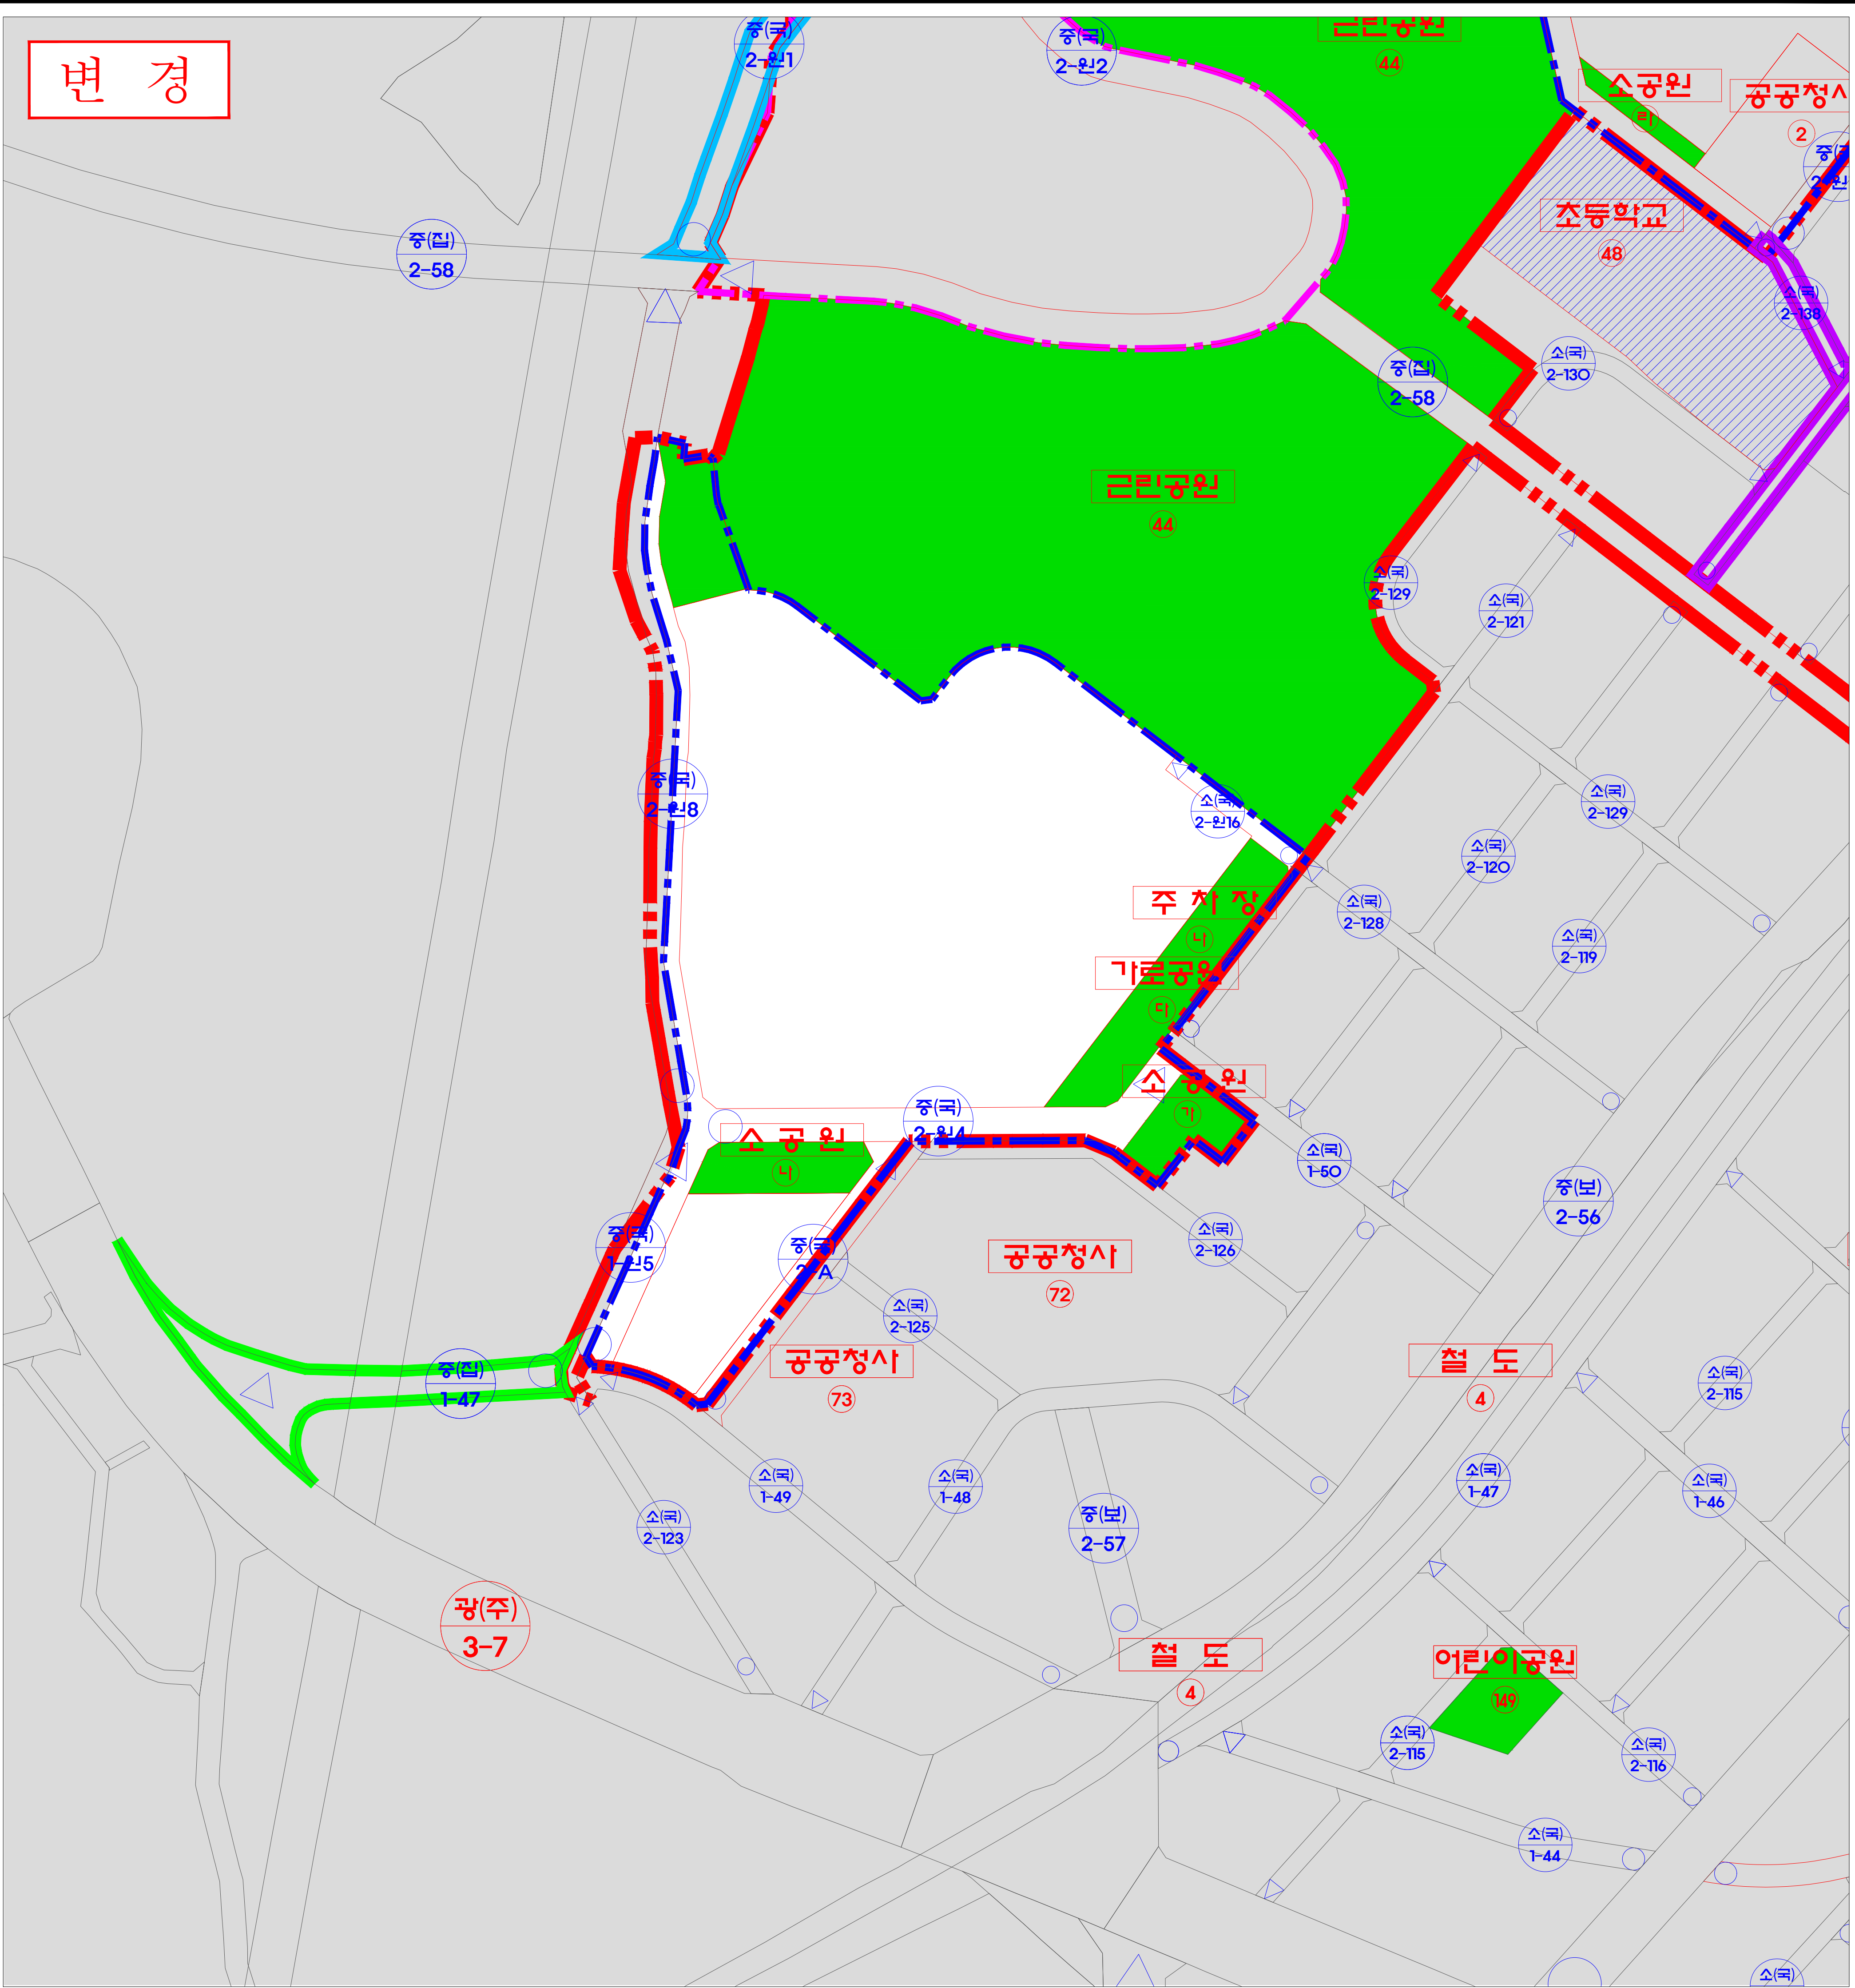 변 경
중(국)
2-원1
중(국)
2-원2
근린공원
44
소공원
라
공공청사
2
초등학교
48
중(집)
2-58
소(국)
2-138
소(국)
2-130
중(집)
2-58
근린공원
44
소(국)
2-129
소(국)
2-121
중(국)
2-원8
소(국)
2-원16
소(국)
2-129
소(국)
2-120
주 차 장
나
소(국)
2-128
소(국)
2-119
가로공원
다
소 공 원
가
중(국)
2-원4
소 공 원
나
소(국)
1-50
중(보)
2-56
중(국)
소(국)
2-126
공공청사
72
중(국)
소(국)
2-125
공공청사
73
철 도
4
중(집)
1-47
소(국)
2-115
소(국)
1-49
소(국)
1-48
소(국)
1-47
소(국)
1-46
소(국)
2-123
중(보)
2-57
광(주)
3-7
철 도
4
어린이공원
149
소(국)
2-115
소(국)
2-116
소(국)
1-44
소(국)